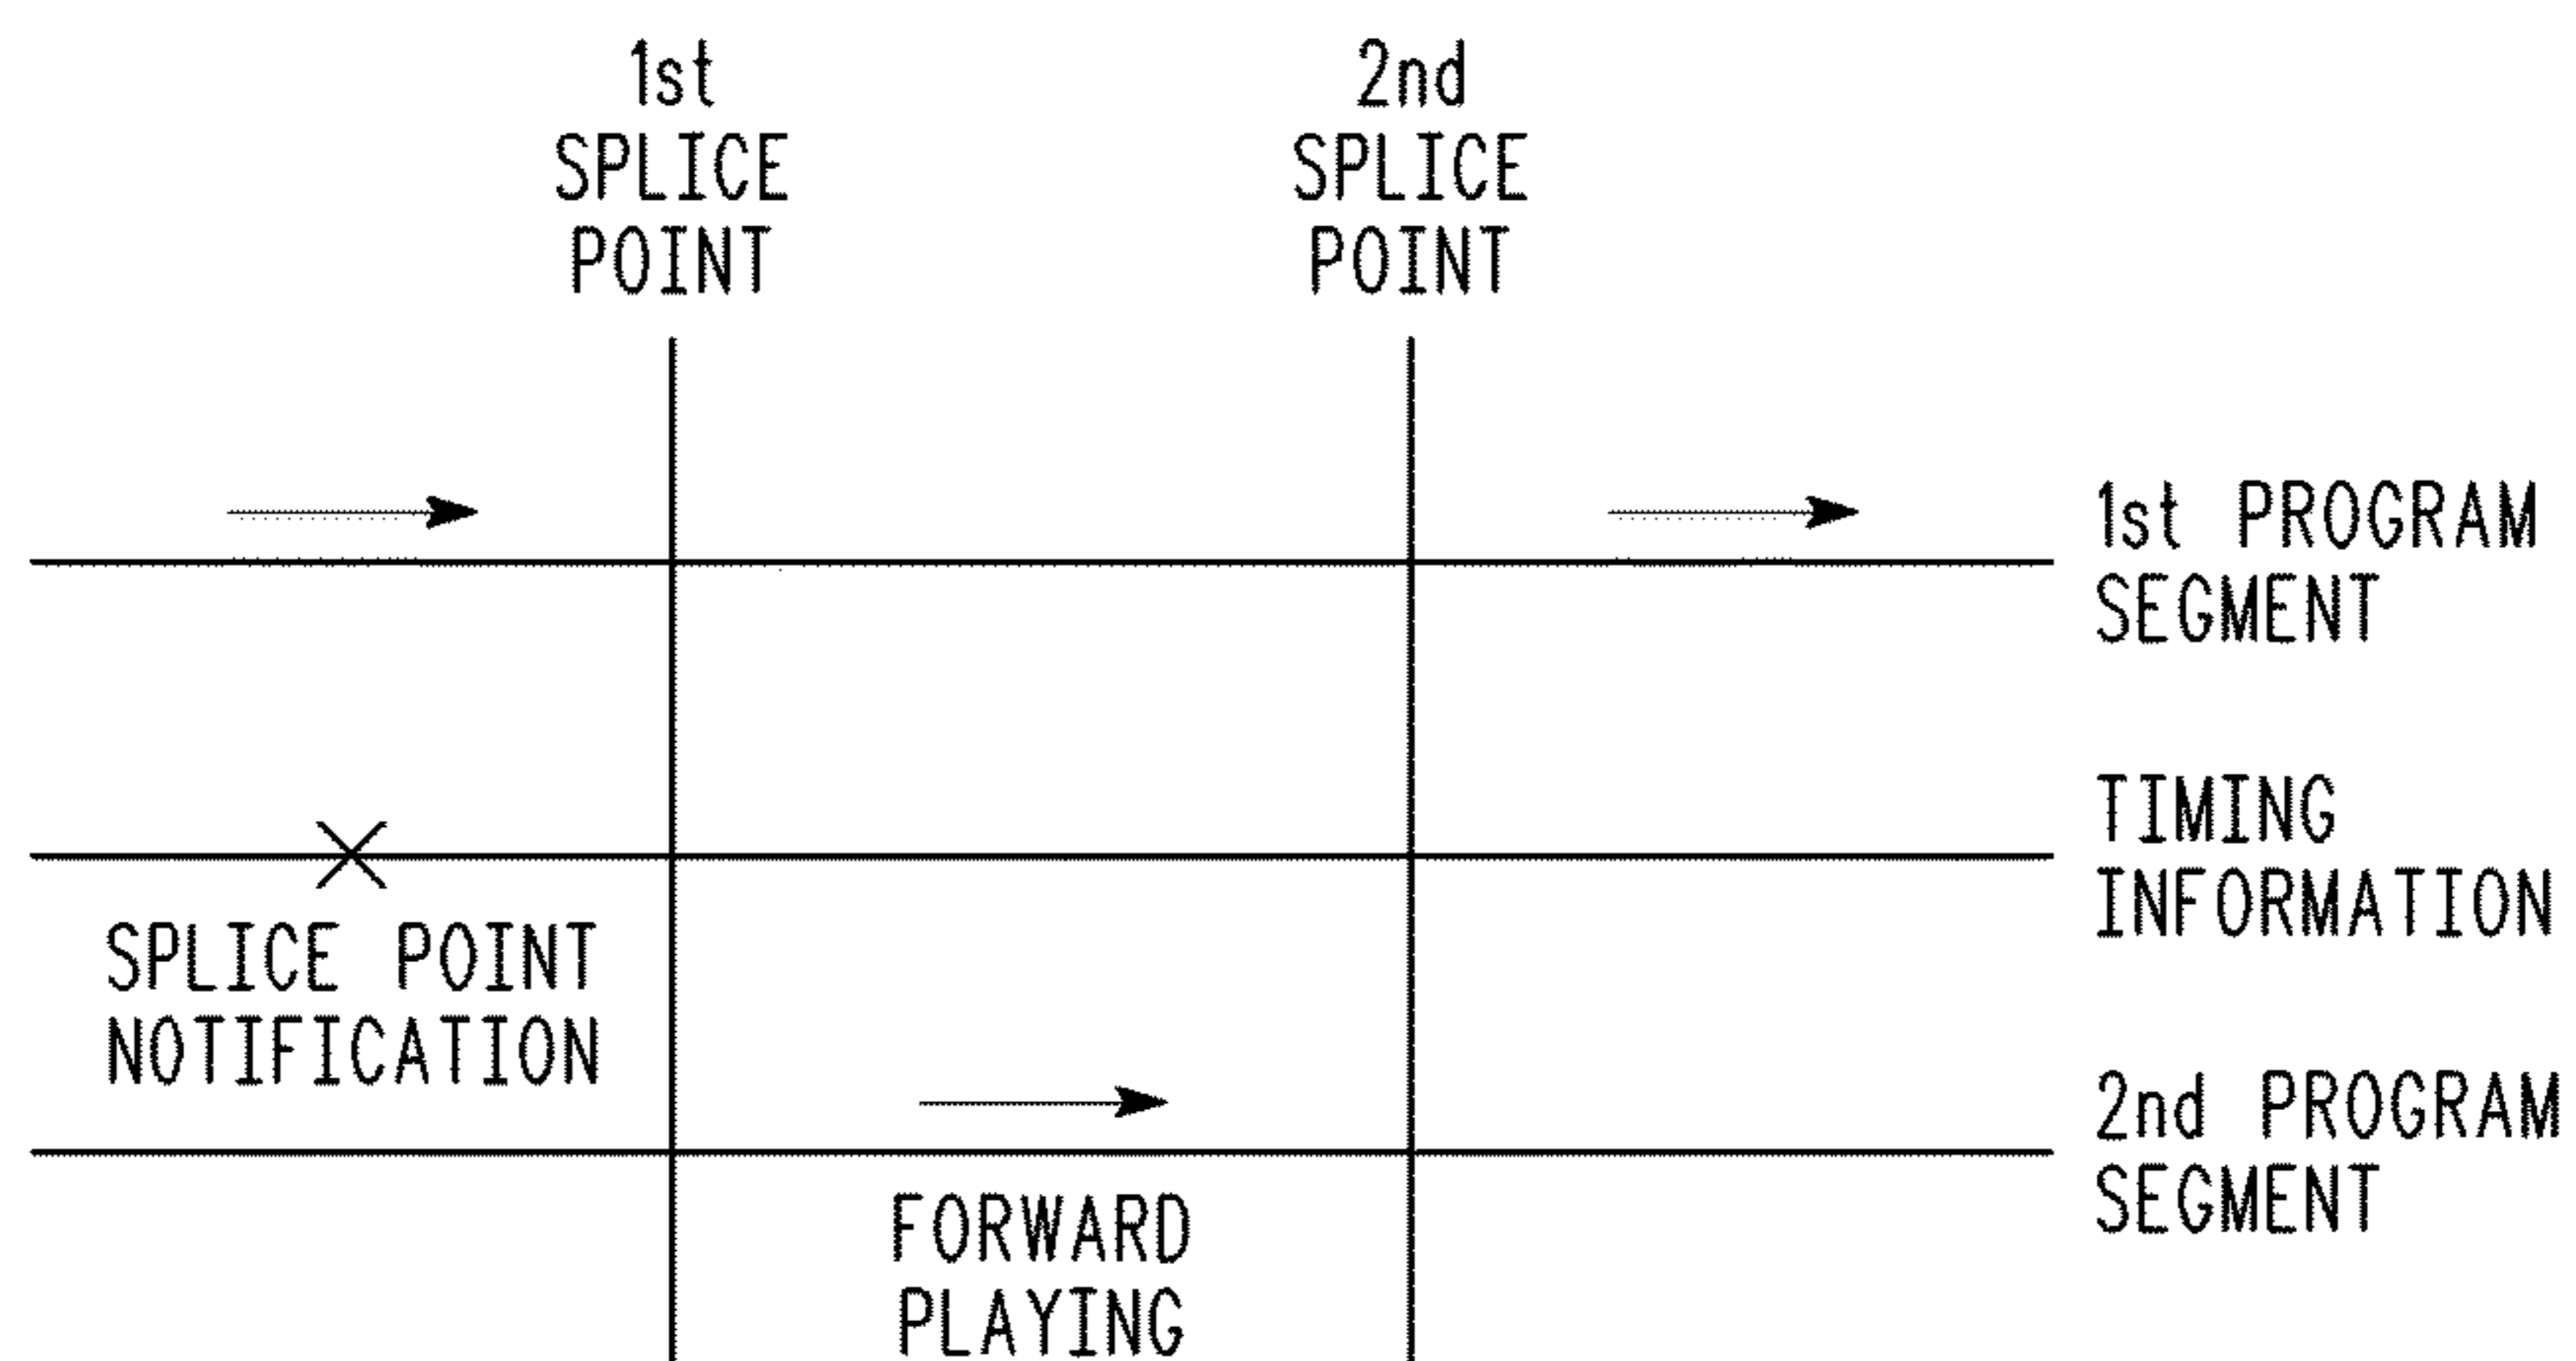 1st
SPLICE
POINT
2nd
SPLICE
POINT
1st PROGRAM
SEGMENT
TIMING
INFORMATION
SPLICE POINT
NOTIFICATION
2nd PROGRAM
SEGMENT
FORWARD
PLAYING